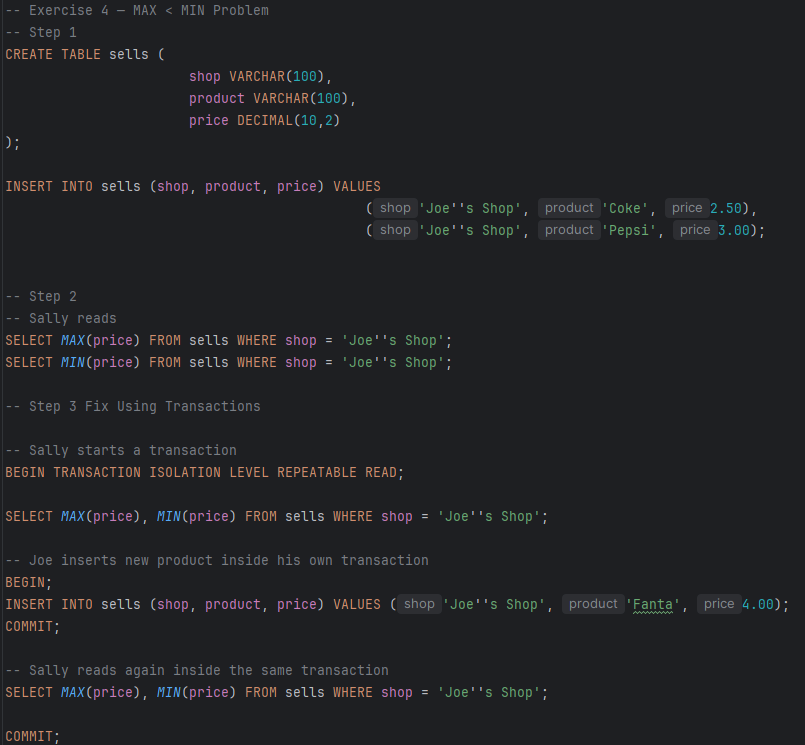 -- Exercise 4 — MAX < MIN Problem
-- Step 1
CREATE TABLE sells (
shop VARCHAR(100),
product VARCHAR(100),
price DECIMAL(10,2)
);
INSERT INTO sells (shop, product, price) VALUES
( shop 'Joe''s Shop', product 'Coke', price 2.50),
( shop 'Joe''s Shop', product 'Pepsi', price 3.00);
-- Step 2
-- Sally reads
SELECT MAX(price) FROM sells WHERE shop = 'Joe''s Shop';
SELECT MIN(price) FROM sells WHERE shop = 'Joe''s Shop';
-- Step 3 Fix Using Transactions
-- Sally starts a transaction
BEGIN TRANSACTION ISOLATION LEVEL REPEATABLE READ;
SELECT MAX(price), MIN(price) FROM sells WHERE shop = 'Joe''s Shop';
-- Joe inserts new product inside his own transaction
BEGIN;
INSERT INTO sells (shop, product, price) VALUES ( shop 'Joe''s Shop', product 'Fanta', price 4.00);
COMMIT;
-- Sally reads again inside the same transaction
SELECT MAX(price), MIN(price) FROM sells WHERE shop = 'Joe''s Shop';
COMMIT;